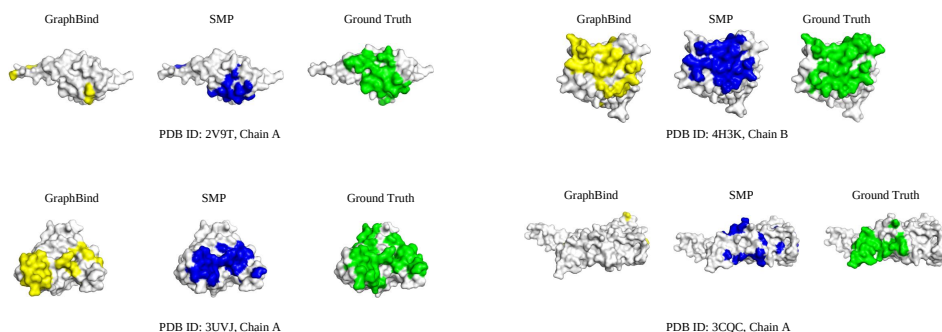 GraphBind SMP Ground Truth
PDB ID: 2V9T, Chain A
GraphBind SMP Ground Truth
PDB ID: 4H3K, Chain B
GraphBind SMP Ground Truth
PDB ID: 3UVJ, Chain A
GraphBind SMP Ground Truth
PDB ID: 3CQC, Chain A